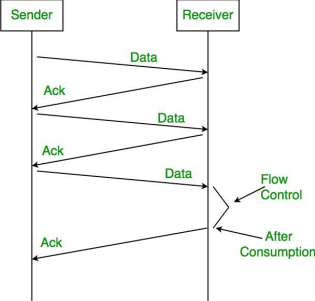 Sender
Receiver
Data
Ack
Data
Ack
Data
Flow
Control
Ack
After
Consumption